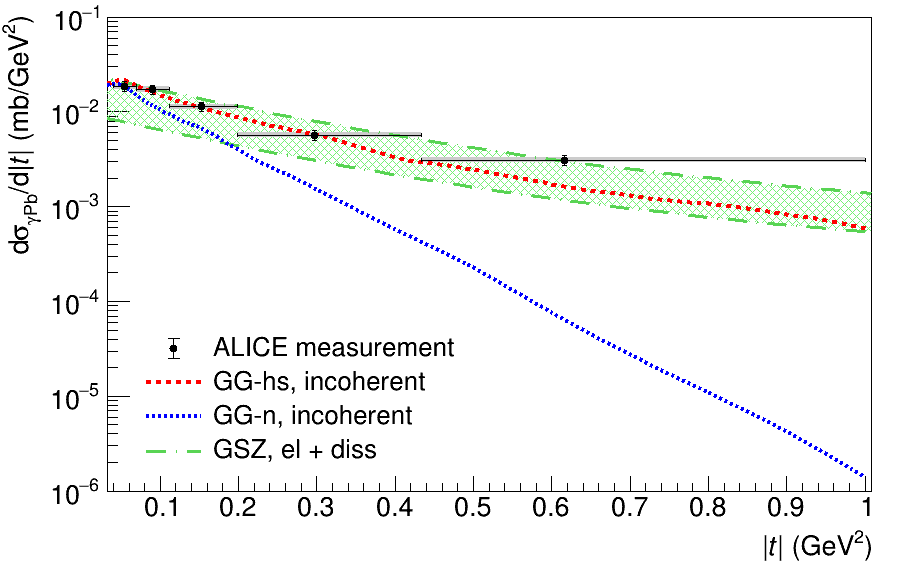 dσγPb/d|t| (mb/GeV²)
10⁻¹
10⁻²
10⁻³
10⁻⁴
10⁻⁵
10⁻⁶
ALICE measurement
GG-hs, incoherent
GG-n, incoherent
GSZ, el + diss
0.1 0.2 0.3 0.4 0.5 0.6 0.7 0.8 0.9 1
|t| (GeV²)